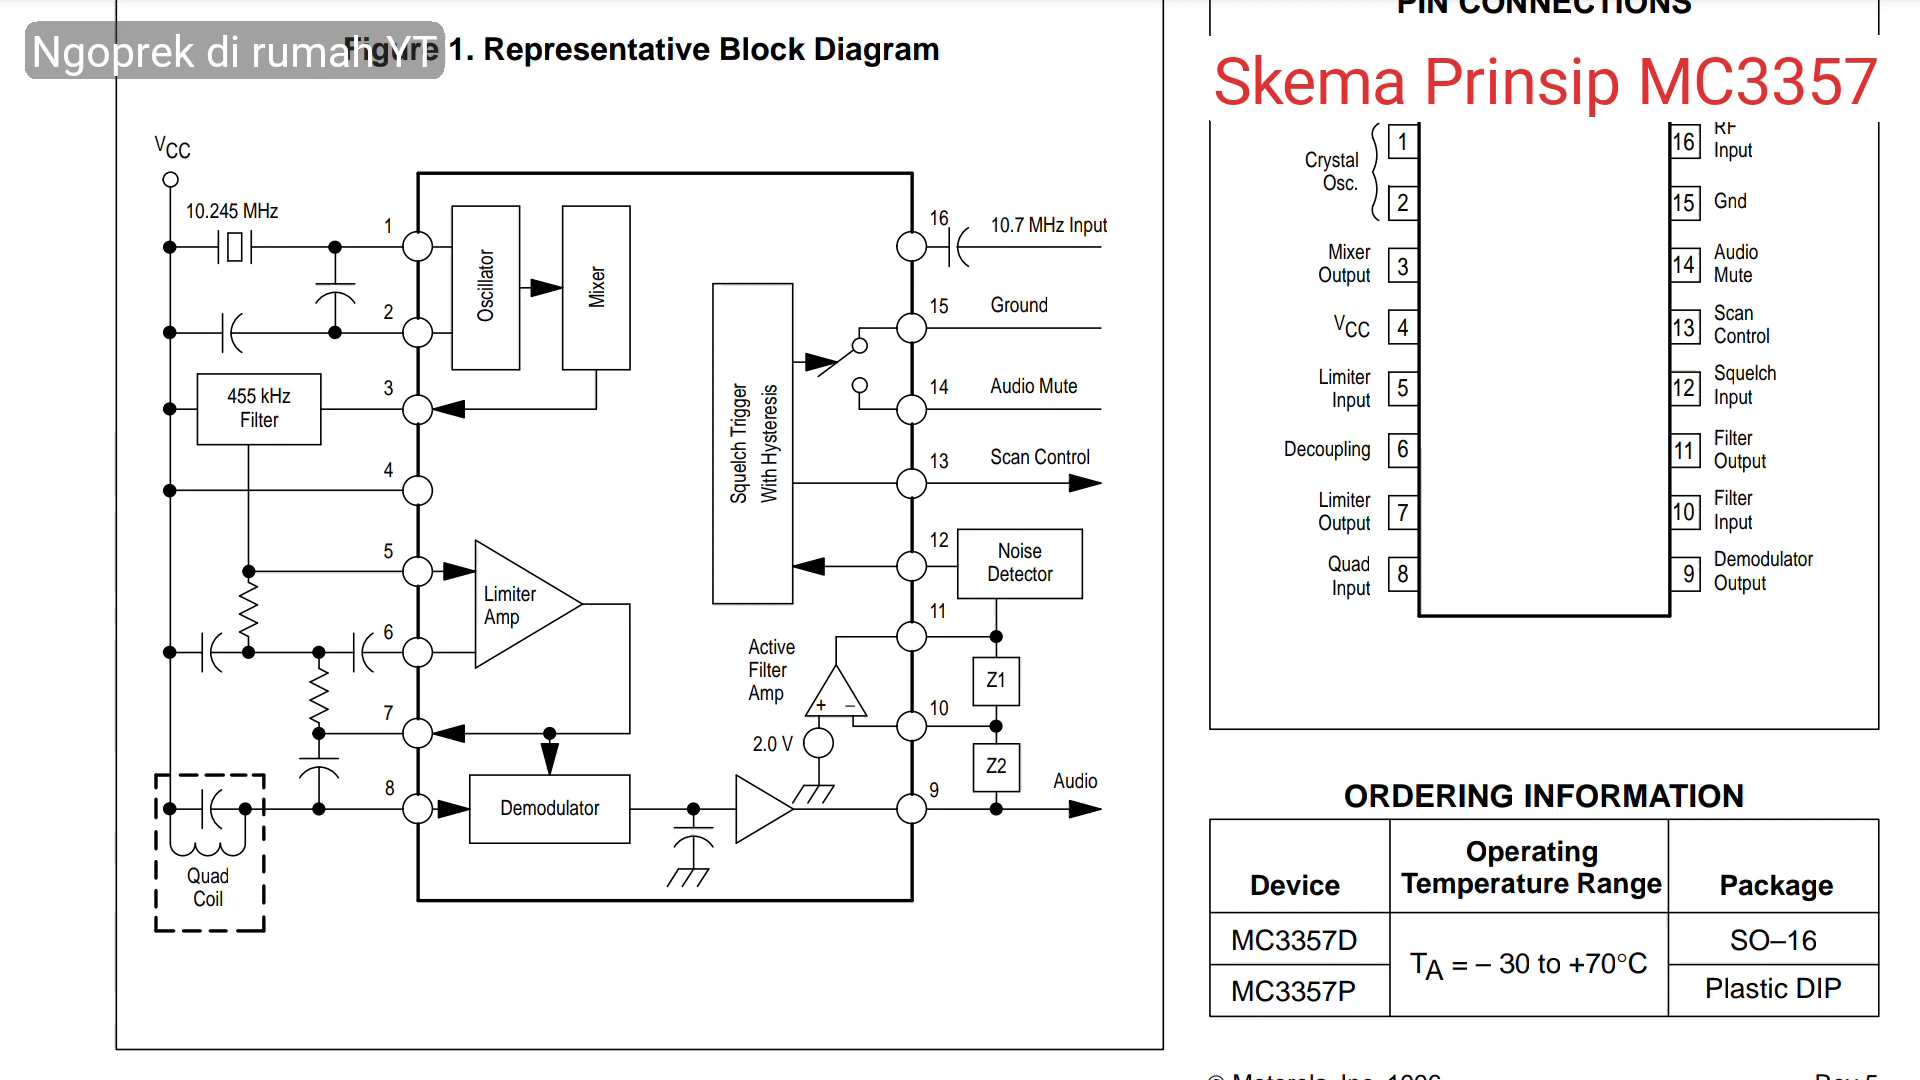 Ngoprek di rumah YT
Figure 1. Representative Block Diagram
VCC
10.245 MHz
1
2
455 kHz
Filter
3
4
5
6
7
8
Quad
Coil
Oscillator
Mixer
Limiter
Amp
Demodulator
Squelch Trigger
With Hysteresis
Active
Filter
Amp
+ –
2.0 V
16
10.7 MHz Input
15
Ground
14
Audio Mute
13
Scan Control
12
Noise
Detector
11
Z1
10
Z2
9
Audio
PIN CONNECTIONS
Skema Prinsip MC3357
Crystal
Osc.
1
2
Mixer
Output
3
VCC
4
Limiter
Input
5
Decoupling
6
Limiter
Output
7
Quad
Input
8
16
RF
Input
15
Gnd
14
Audio
Mute
13
Scan
Control
12
Squelch
Input
11
Filter
Output
10
Filter
Input
9
Demodulator
Output
ORDERING INFORMATION
Device
Operating
Temperature Range
Package
MC3357D
TA = – 30 to +70°C
SO–16
MC3357P
Plastic DIP
© Motorola, Inc. 1996
Rev 5